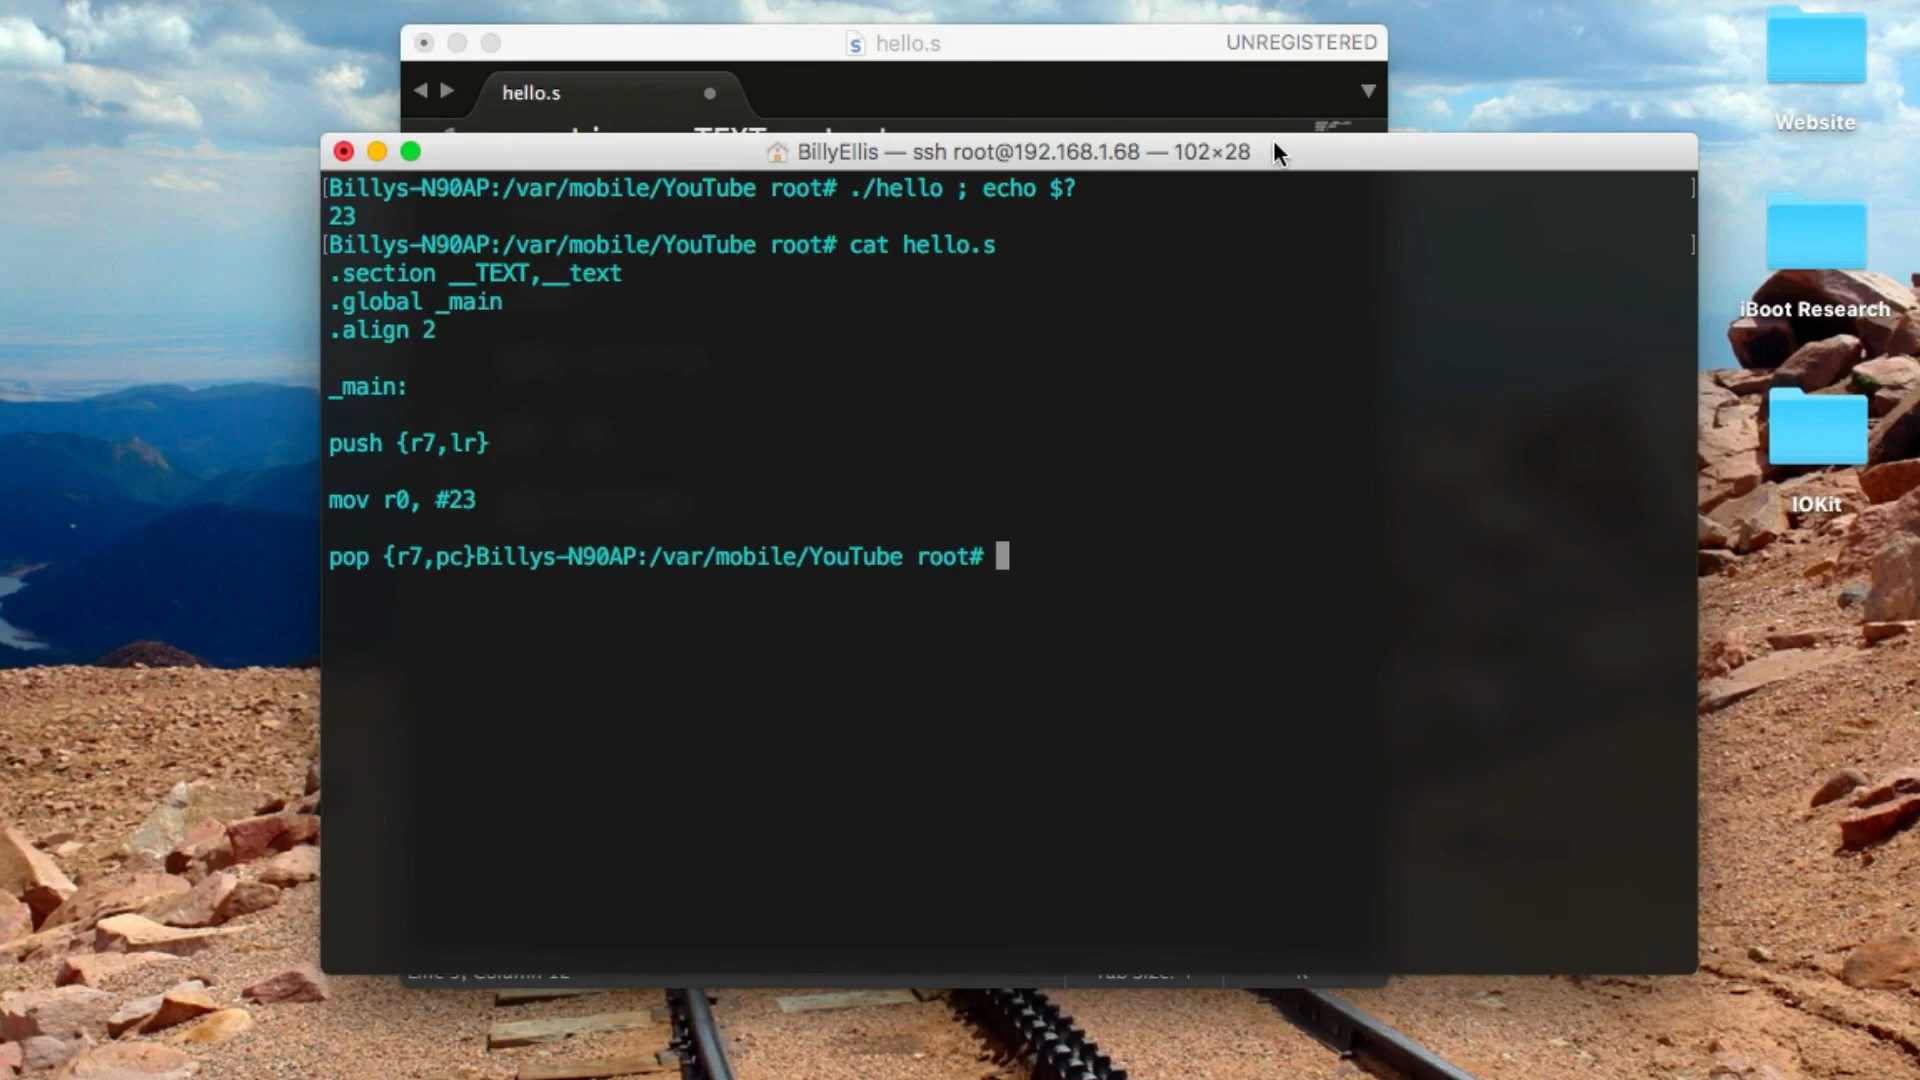 hello.s
UNREGISTERED
hello.s
BillyEllis — ssh root@192.168.1.68 — 102×28
[Billys-N90AP:/var/mobile/YouTube root# ./hello ; echo $? ]
23
[Billys-N90AP:/var/mobile/YouTube root# cat hello.s ]
.section __TEXT,__text
.global _main
.align 2
_main:
push {r7,lr}
mov r0, #23
pop {r7,pc}Billys-N90AP:/var/mobile/YouTube root#
Website
iBoot Research
IOKit